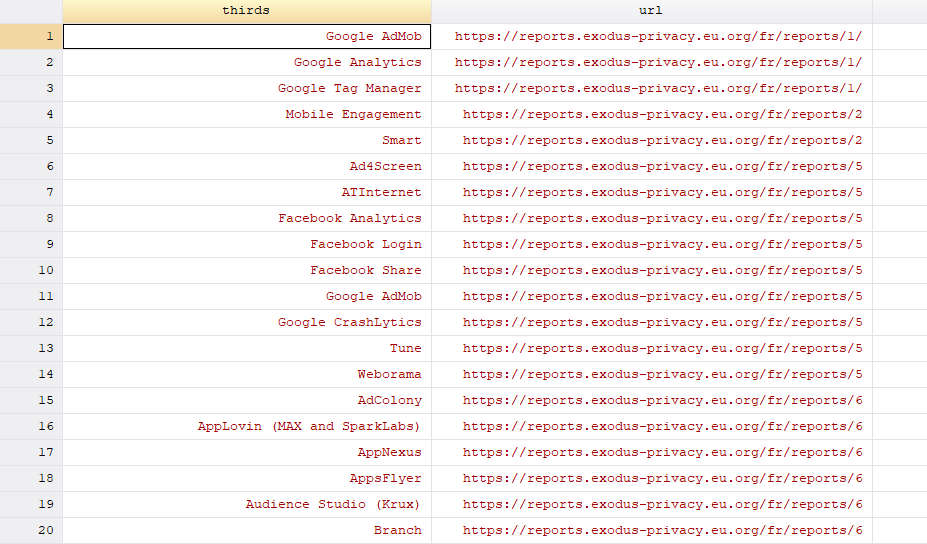 thirds url
1 Google AdMob https://reports.exodus-privacy.eu.org/fr/reports/1/
2 Google Analytics https://reports.exodus-privacy.eu.org/fr/reports/1/
3 Google Tag Manager https://reports.exodus-privacy.eu.org/fr/reports/1/
4 Mobile Engagement https://reports.exodus-privacy.eu.org/fr/reports/2
5 Smart https://reports.exodus-privacy.eu.org/fr/reports/2
6 Ad4Screen https://reports.exodus-privacy.eu.org/fr/reports/5
7 ATInternet https://reports.exodus-privacy.eu.org/fr/reports/5
8 Facebook Analytics https://reports.exodus-privacy.eu.org/fr/reports/5
9 Facebook Login https://reports.exodus-privacy.eu.org/fr/reports/5
10 Facebook Share https://reports.exodus-privacy.eu.org/fr/reports/5
11 Google AdMob https://reports.exodus-privacy.eu.org/fr/reports/5
12 Google CrashLytics https://reports.exodus-privacy.eu.org/fr/reports/5
13 Tune https://reports.exodus-privacy.eu.org/fr/reports/5
14 Weborama https://reports.exodus-privacy.eu.org/fr/reports/5
15 AdColony https://reports.exodus-privacy.eu.org/fr/reports/6
16 AppLovin (MAX and SparkLabs) https://reports.exodus-privacy.eu.org/fr/reports/6
17 AppNexus https://reports.exodus-privacy.eu.org/fr/reports/6
18 AppsFlyer https://reports.exodus-privacy.eu.org/fr/reports/6
19 Audience Studio (Krux) https://reports.exodus-privacy.eu.org/fr/reports/6
20 Branch https://reports.exodus-privacy.eu.org/fr/reports/6